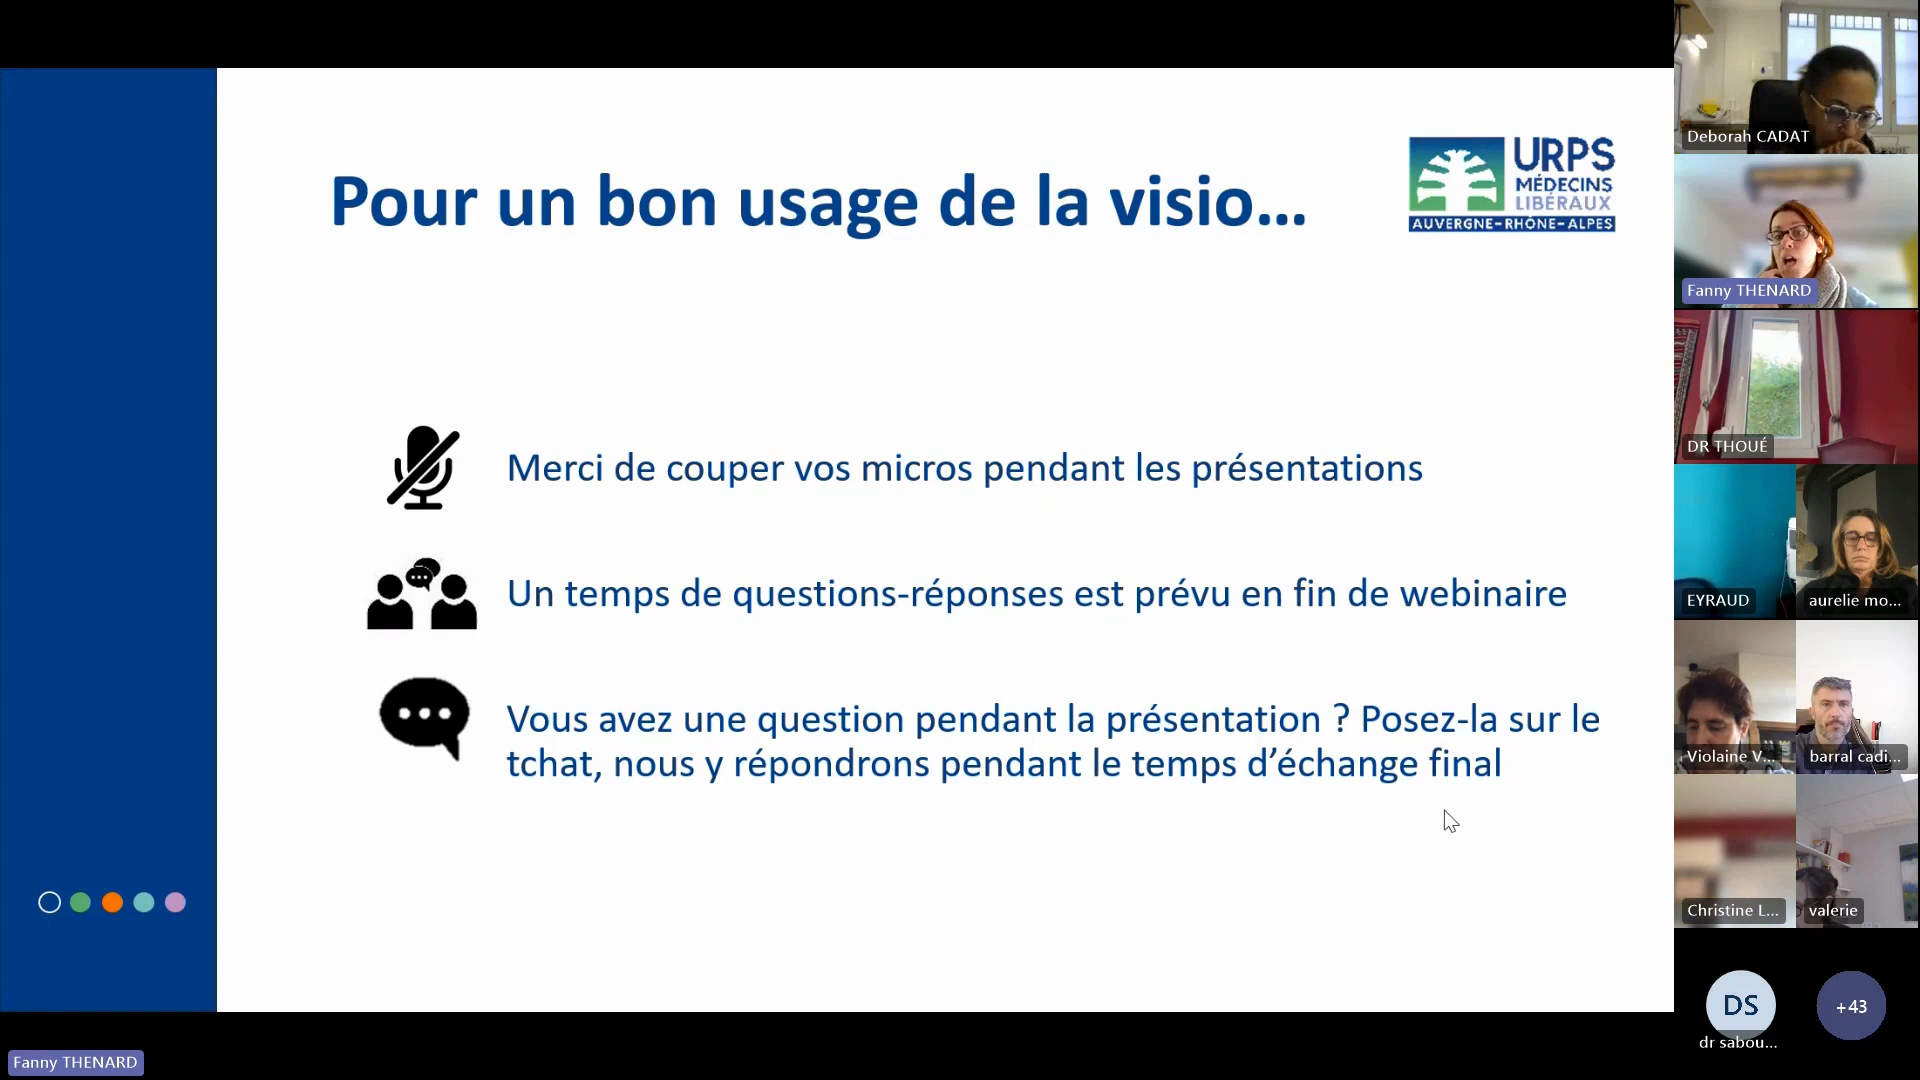 Pour un bon usage de la visio...
URPS
MÉDECINS
LIBÉRAUX
AUVERGNE-RHÔNE-ALPES
Merci de couper vos micros pendant les présentations
Un temps de questions-réponses est prévu en fin de webinaire
Vous avez une question pendant la présentation ? Posez-la sur le
tchat, nous y répondrons pendant le temps d’échange final
Fanny THENARD
Deborah CADAT
Fanny THENARD
DR THOUÉ
EYRAUD
aurelie mo...
Violaine V...
barral cadi...
Christine L...
valerie
DS
dr sabou...
+43